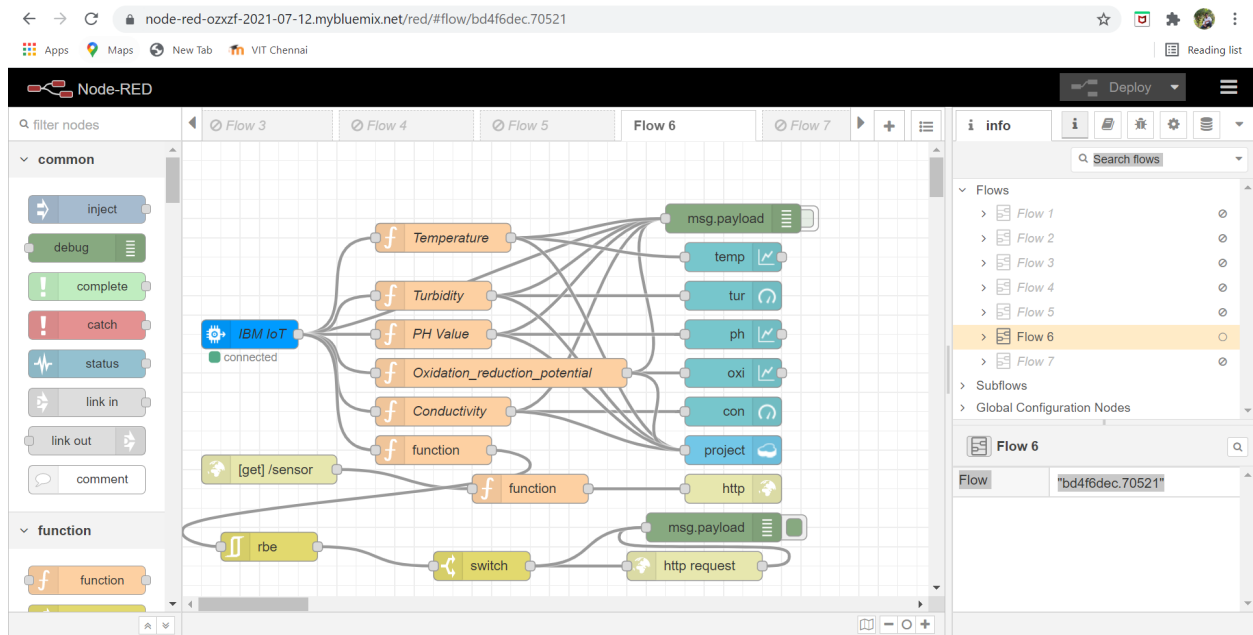 node-red-ozxzf-2021-07-12.mybluemix.net/red/#flow/bd4f6dec.70521
Apps Maps New Tab VIT Chennai Reading list
Node-RED Deploy
filter nodes
common
inject
debug
complete
catch
status
link in
link out
comment
function
function
Flow 3 Flow 4 Flow 5 Flow 6 Flow 7
msg.payload
Temperature
temp
Turbidity
tur
IBM IoT
connected
PH Value
ph
Oxidation_reduction_potential
oxi
Conductivity
con
function
project
[get] /sensor
function
http
msg.payload
rbe
switch
http request
i info
Search flows
Flows
Flow 1
Flow 2
Flow 3
Flow 4
Flow 5
Flow 6
Flow 7
Subflows
Global Configuration Nodes
Flow 6
Flow "bd4f6dec.70521"